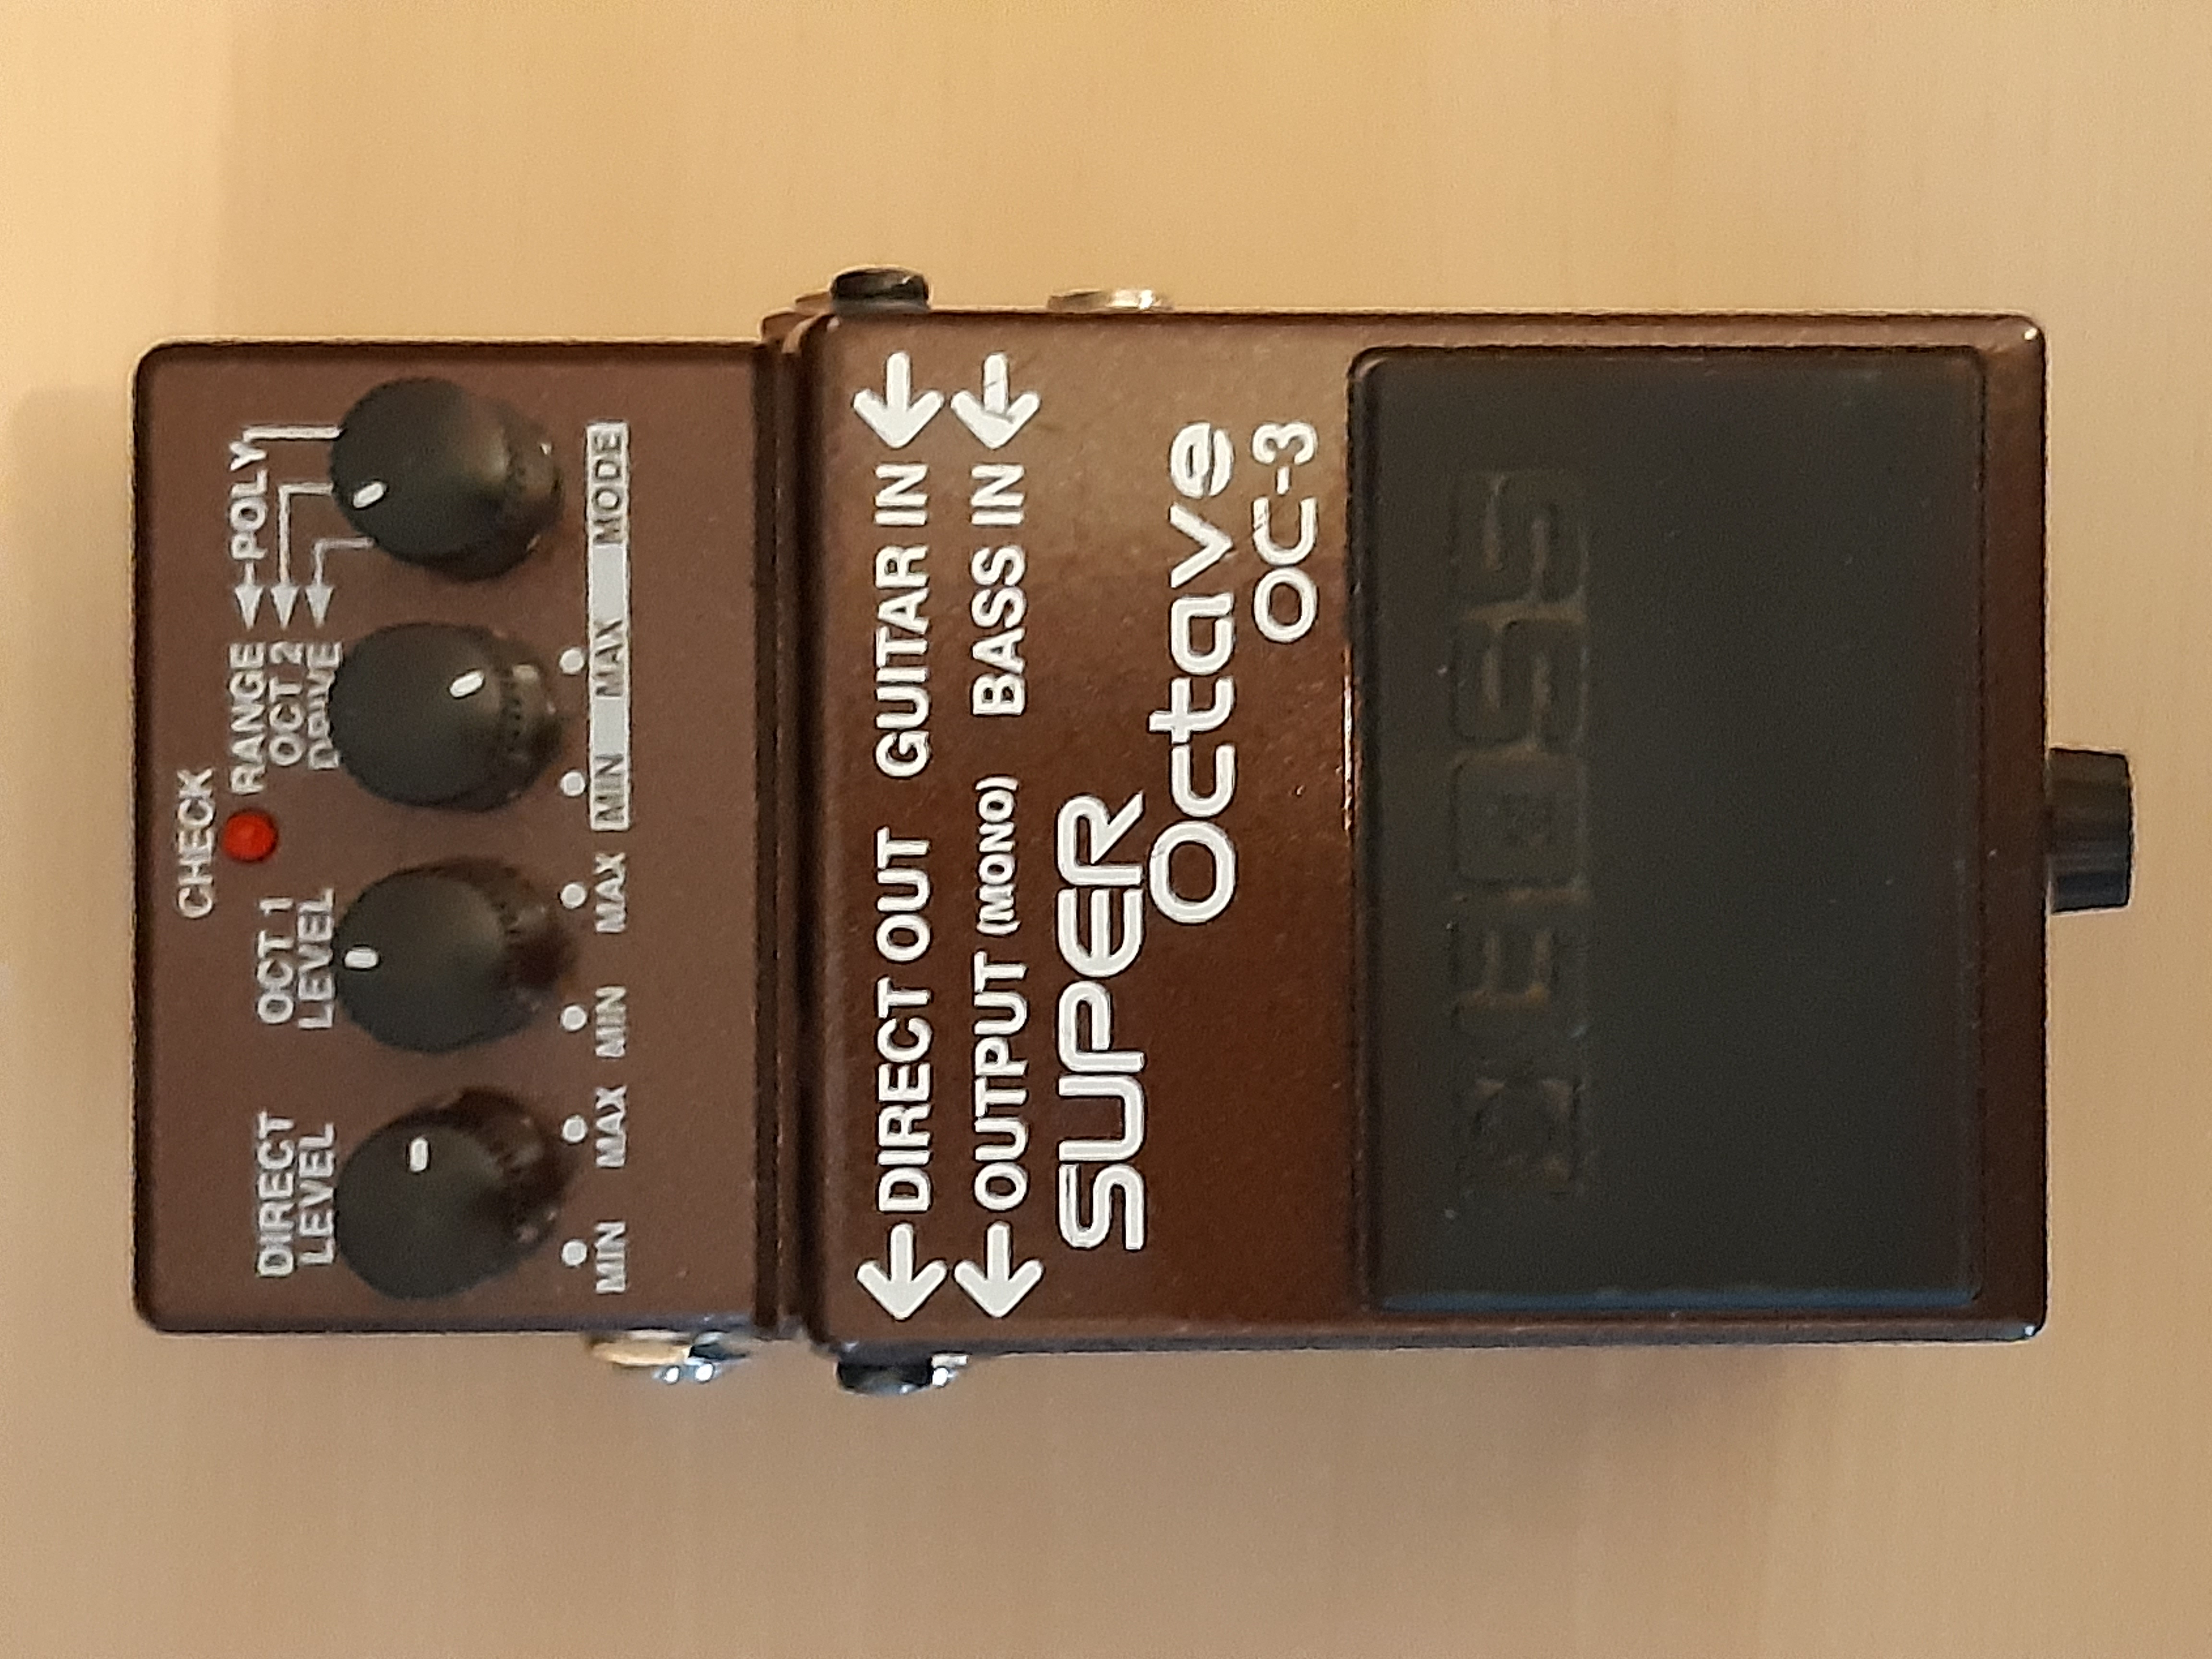 CHECK
DIRECT LEVEL
OCT 1 LEVEL
RANGE
OCT 2
DRIVE
POLY
MIN MAX MIN MAX MIN MAX MODE
DIRECT OUT GUITAR IN
OUTPUT (MONO) BASS IN
SUPER
Octave
OC-3
BOSS